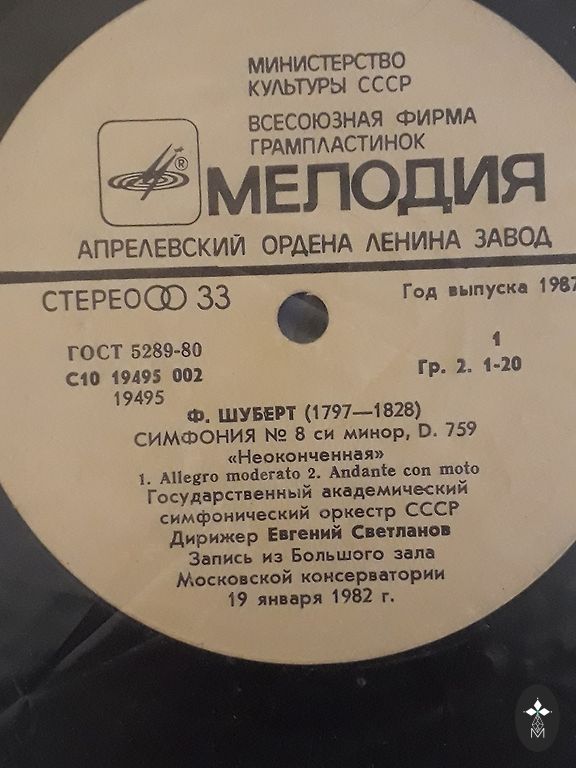 МИНИСТЕРСТВО
КУЛЬТУРЫ СССР
ВСЕСОЮЗНАЯ ФИРМА
ГРАМПЛАСТИНОК
®
МЕЛОДИЯ
АПРЕЛЕВСКИЙ ОРДЕНА ЛЕНИНА ЗАВОД
СТЕРЕО 33
Год выпуска 1987
ГОСТ 5289-80
1
С10 19495 002
Гр. 2. 1-20
19495
Ф. ШУБЕРТ (1797—1828)
СИМФОНИЯ № 8 си минор, D. 759
«Неоконченная»
1. Allegro moderato 2. Andante con moto
Государственный академический
симфонический оркестр СССР
Дирижер Евгений Светланов
Запись из Большого зала
Московской консерватории
19 января 1982 г.
М